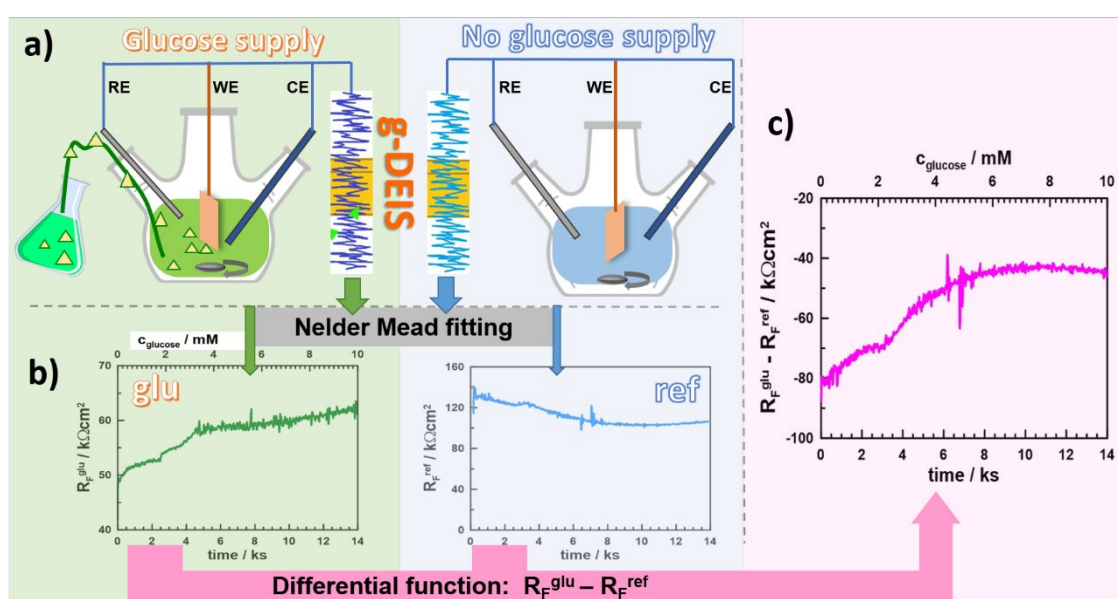 a)
Glucose supply
No glucose supply
RE
WE
CE
g-DEIS
RE
WE
CE
Nelder Mead fitting
b)
c_glucose / mM
0 2 4 6 8 10
glu
R_F^glu / kΩcm2
70
60
50
40
0 2 4 6 8 10 12 14
time / ks
ref
R_F^ref / kΩcm2
160
120
80
40
0
0 2 4 6 8 10 12 14
time / ks
c)
c_glucose / mM
0 2 4 6 8 10
R_F^glu - R_F^ref / kΩcm2
-20
-40
-60
-80
-100
0 2 4 6 8 10 12 14
time / ks
Differential function: R_F^glu – R_F^ref